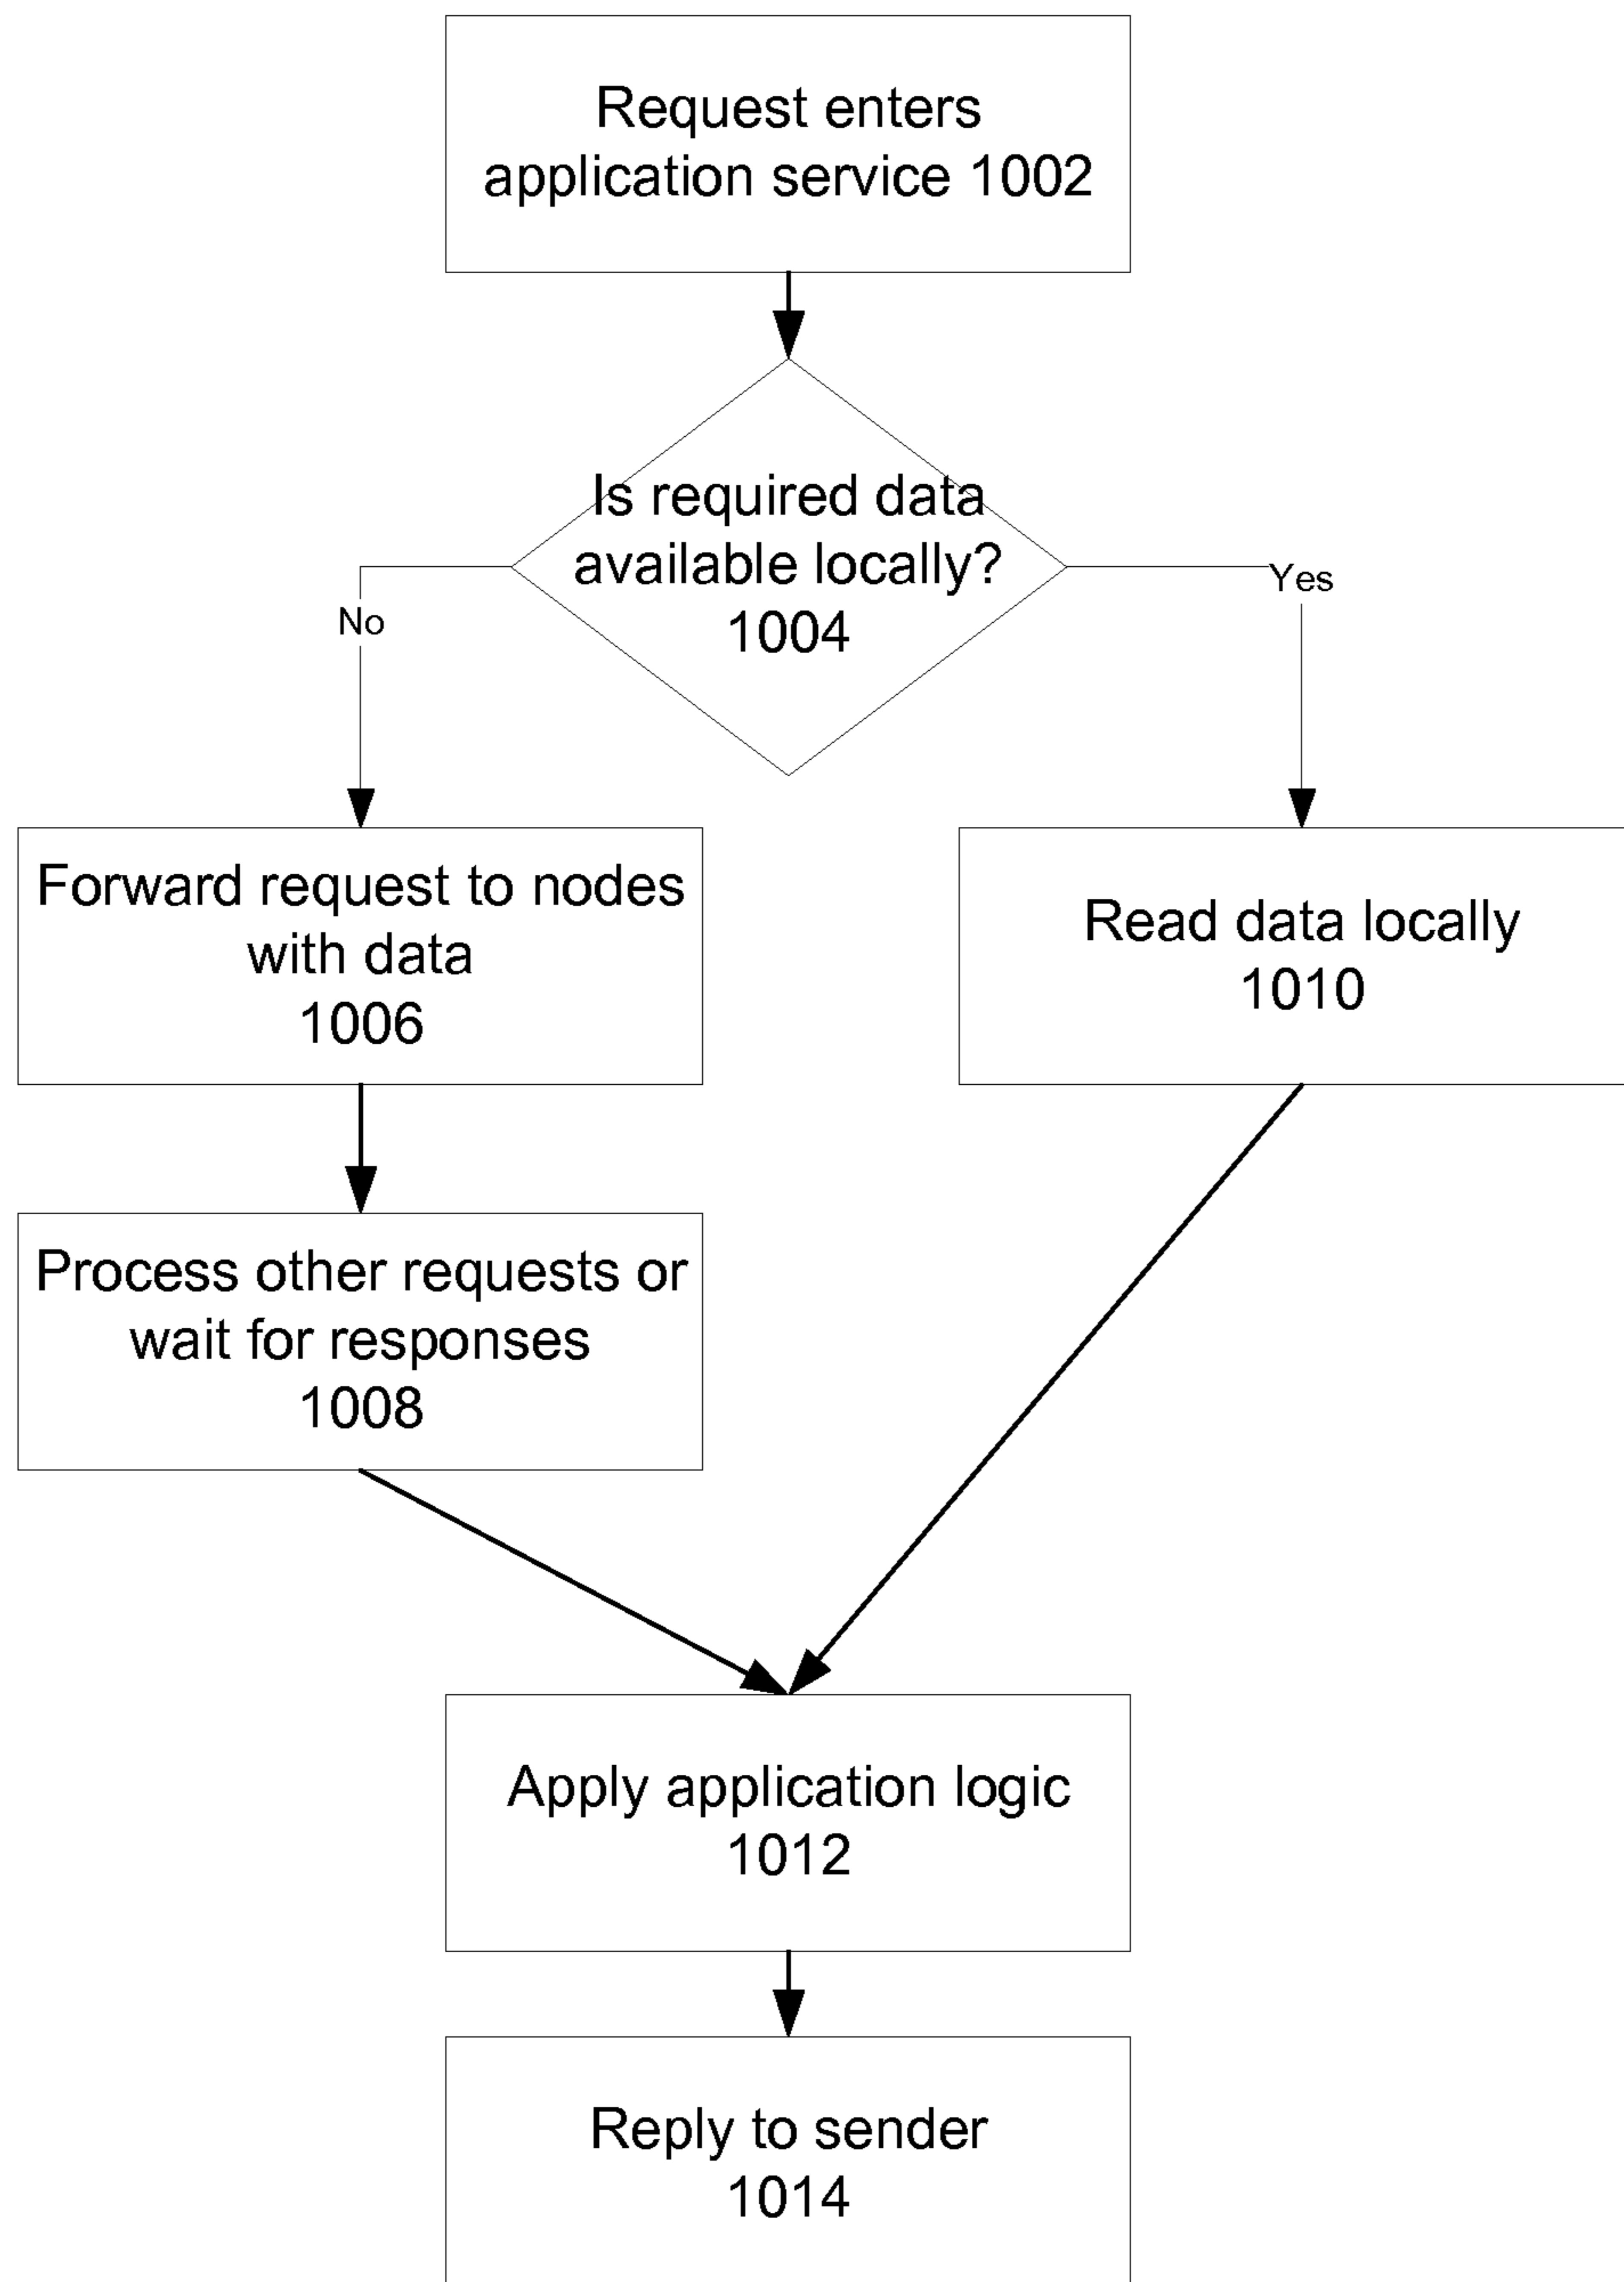 Request enters
application service 1002
Is required data
available locally?
1004
No
Yes
Forward request to nodes
with data
1006
Read data locally
1010
Process other requests or
wait for responses
1008
Apply application logic
1012
Reply to sender
1014